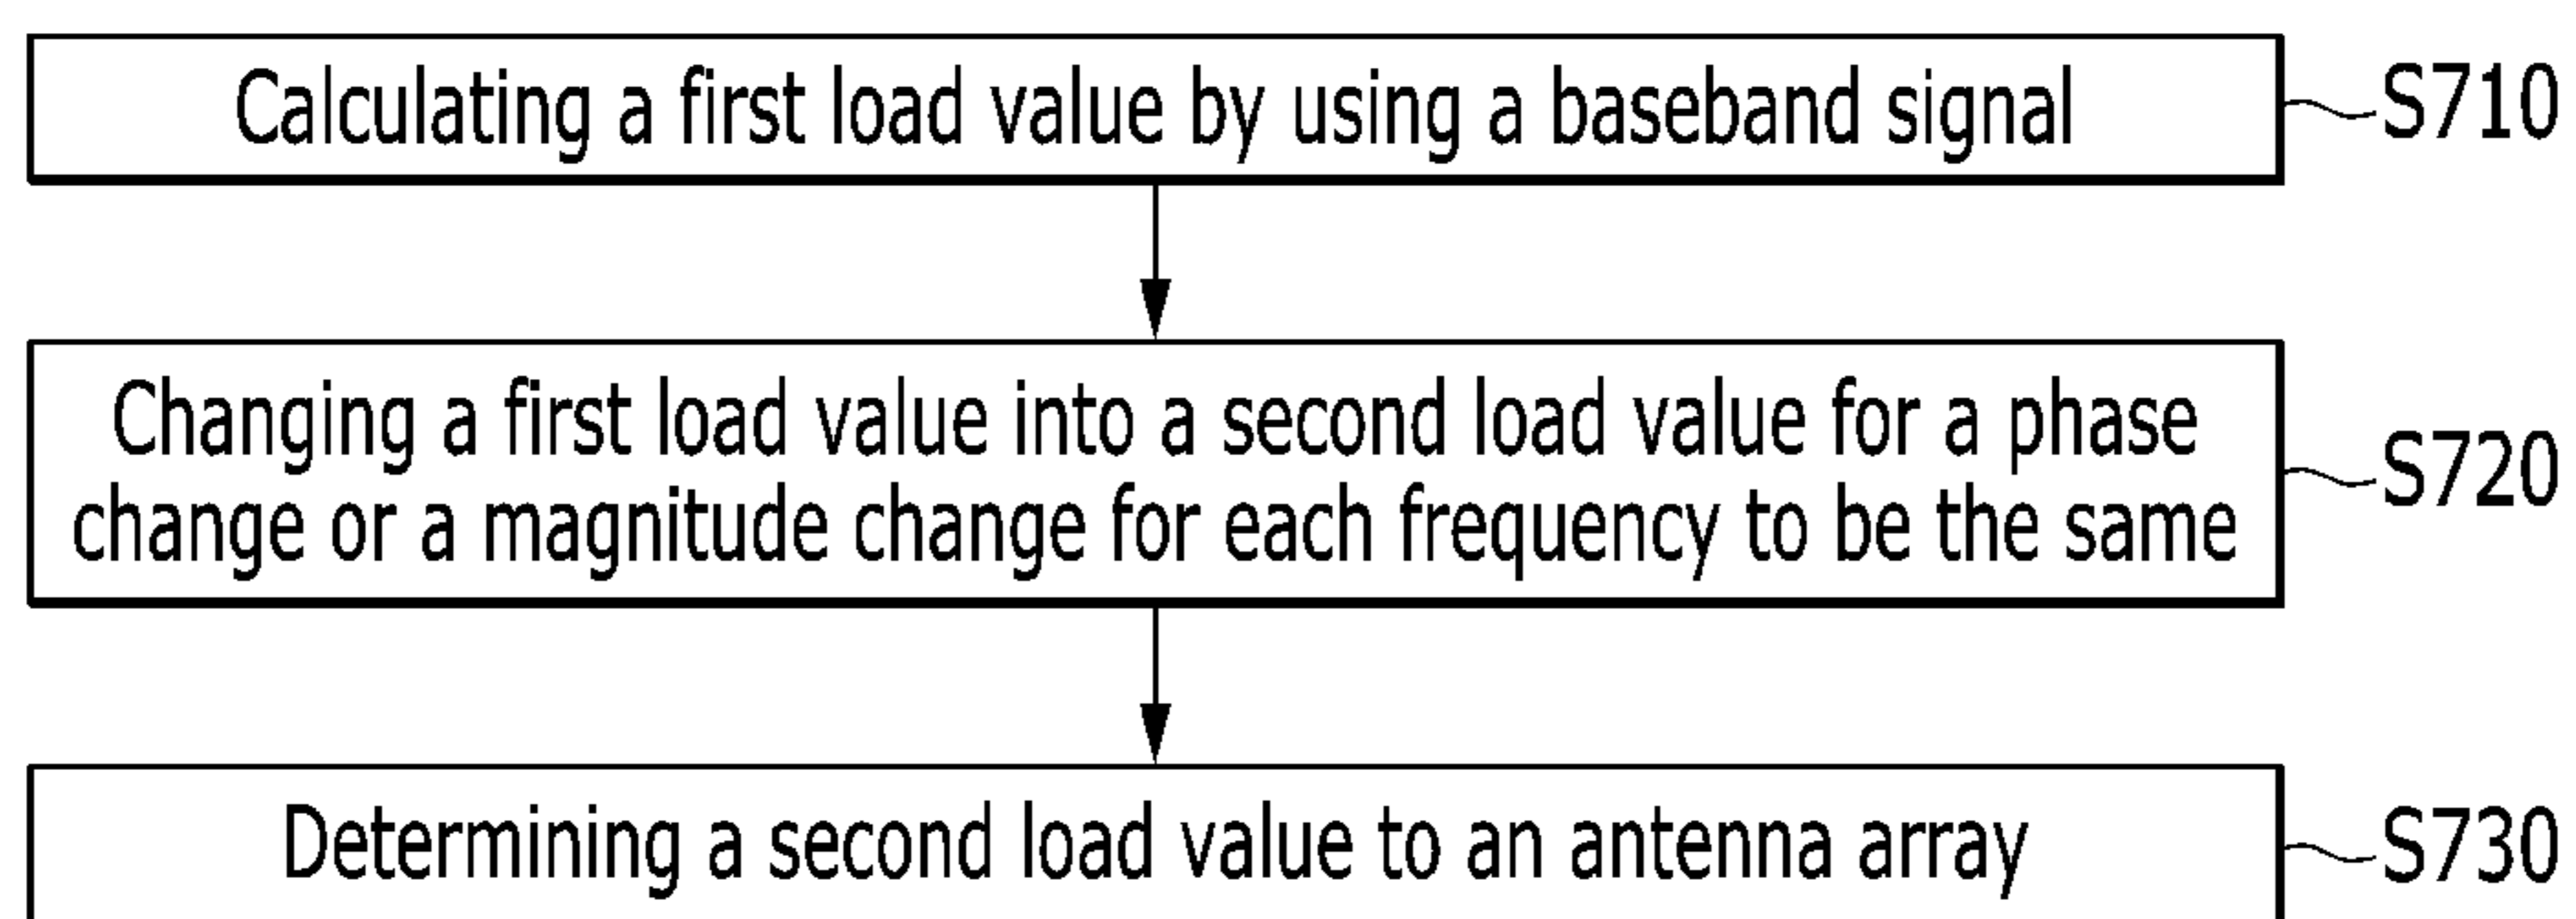 Calculating a first load value by using a baseband signal
S710
Changing a first load value into a second load value for a phase
change or a magnitude change for each frequency to be the same
S720
Determining a second load value to an antenna array
S730